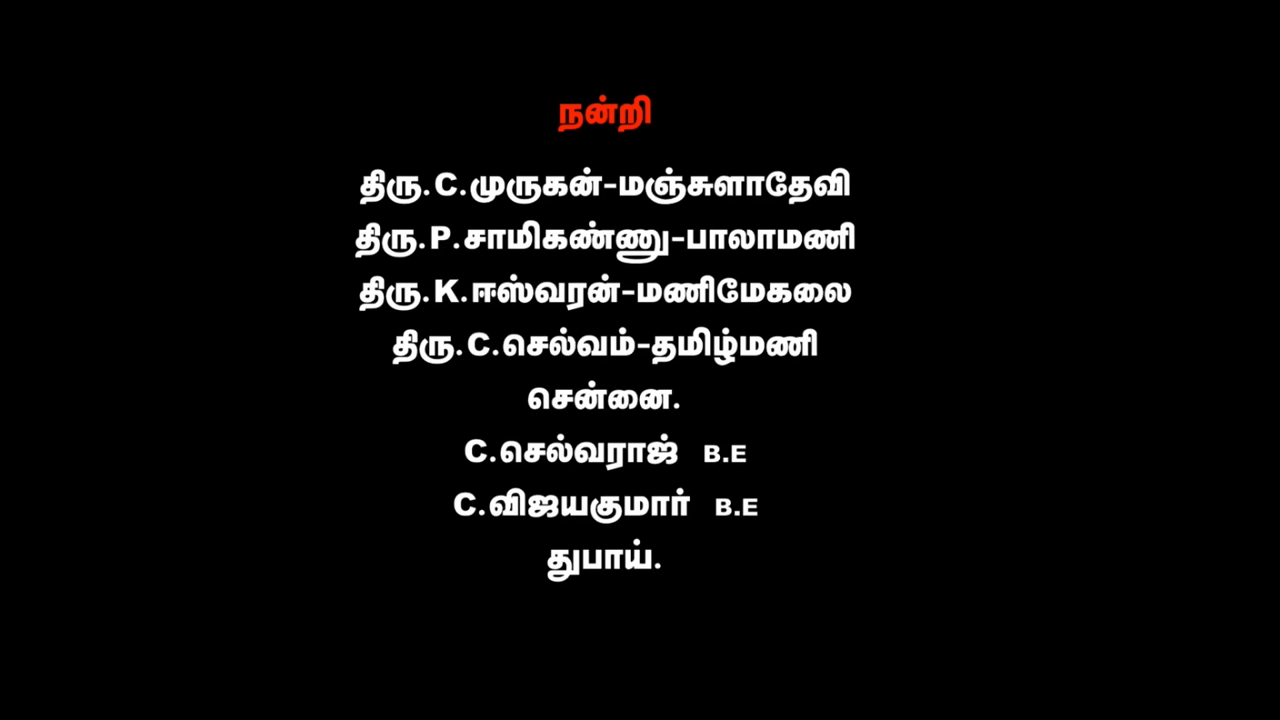 நன்றி
திரு.C.முருகன்-மஞ்சுளாதேவி
திரு.P.சாமிகண்ணு-பாலாமணி
திரு.K.ஈஸ்வரன்-மணிமேகலை
திரு.C.செல்வம்-தமிழ்மணி
சென்னை.
C.செல்வராஜ் B.E
C.விஜயகுமார் B.E
துபாய்.